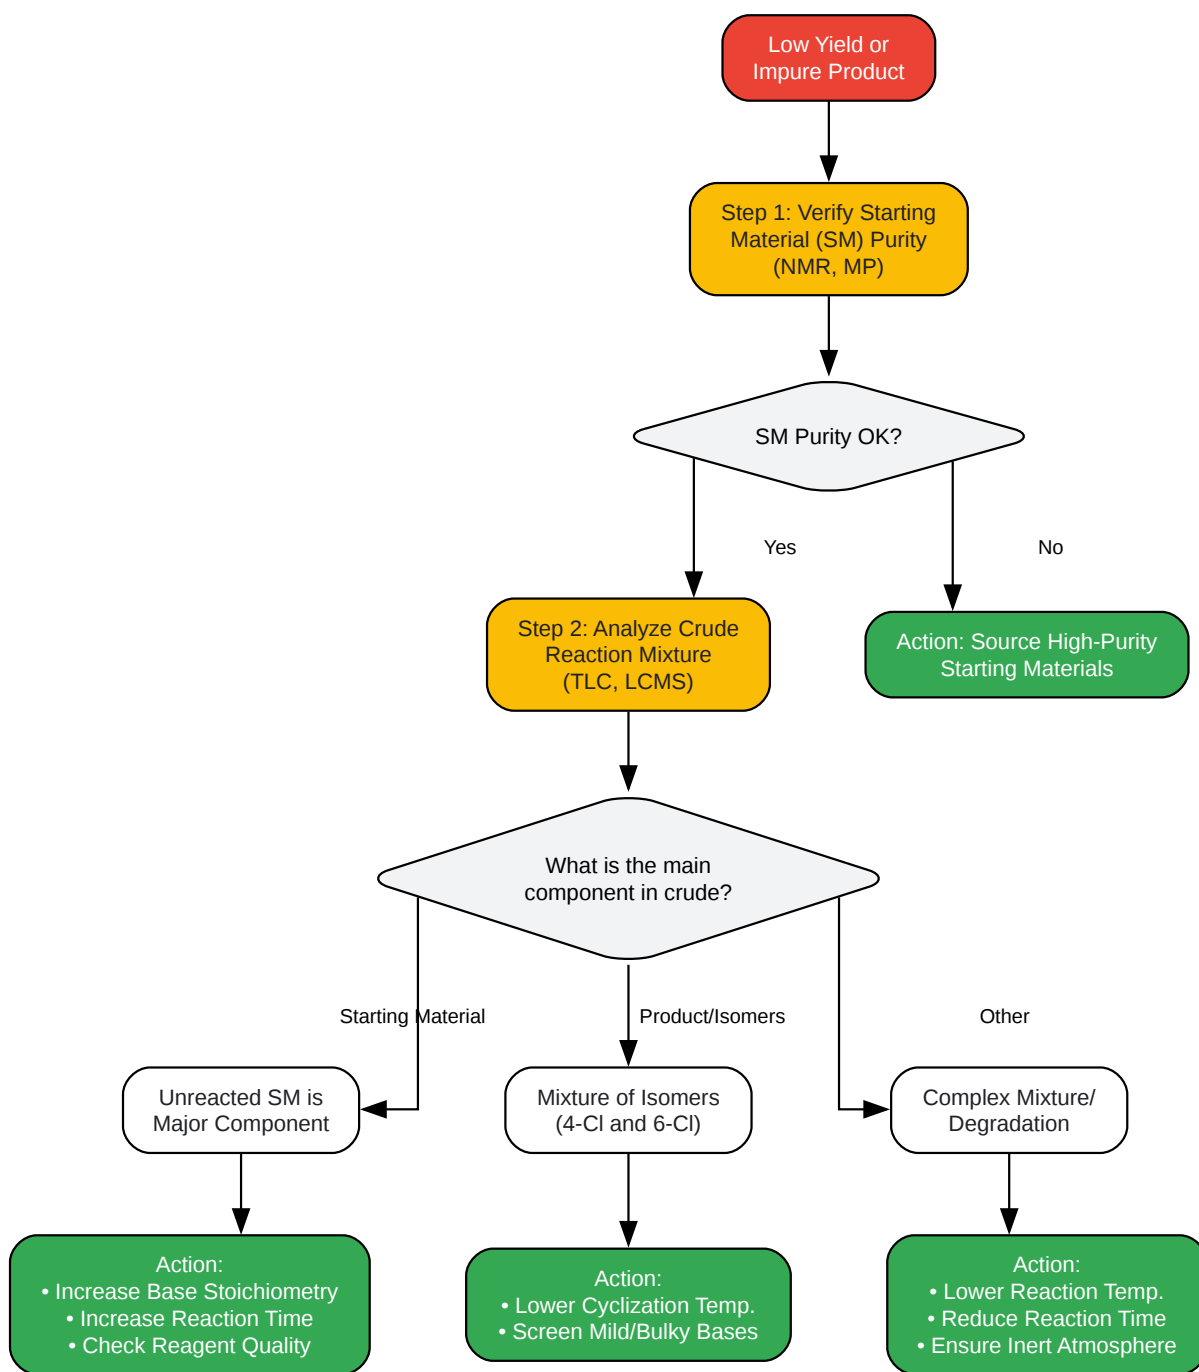 Low Yield or
Impure Product
Step 1: Verify Starting
Material (SM) Purity
(NMR, MP)
SM Purity OK?
Yes
No
Step 2: Analyze Crude
Reaction Mixture
(TLC, LCMS)
Action: Source High-Purity
Starting Materials
What is the main
component in crude?
Starting Material
Product/Isomers
Other
Unreacted SM is
Major Component
Mixture of Isomers
(4-Cl and 6-Cl)
Complex Mixture/
Degradation
Action:
• Increase Base Stoichiometry
• Increase Reaction Time
• Check Reagent Quality
Action:
• Lower Cyclization Temp.
• Screen Mild/Bulky Bases
Action:
• Lower Reaction Temp.
• Reduce Reaction Time
• Ensure Inert Atmosphere